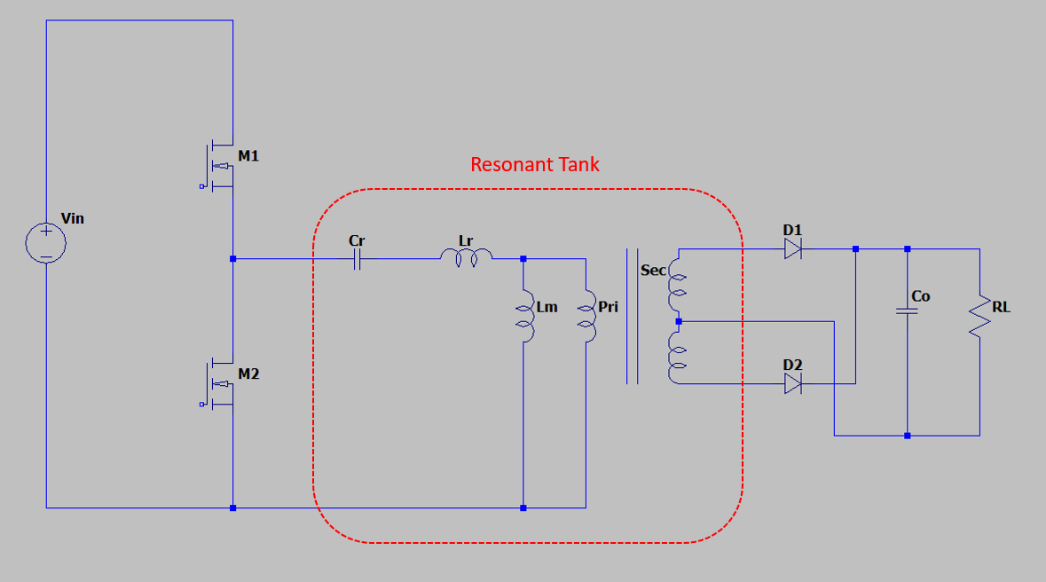 Resonant Tank
M1
Vin
Cr
Lr
D1
Sec
Lm
Pri
Co
RL
M2
D2